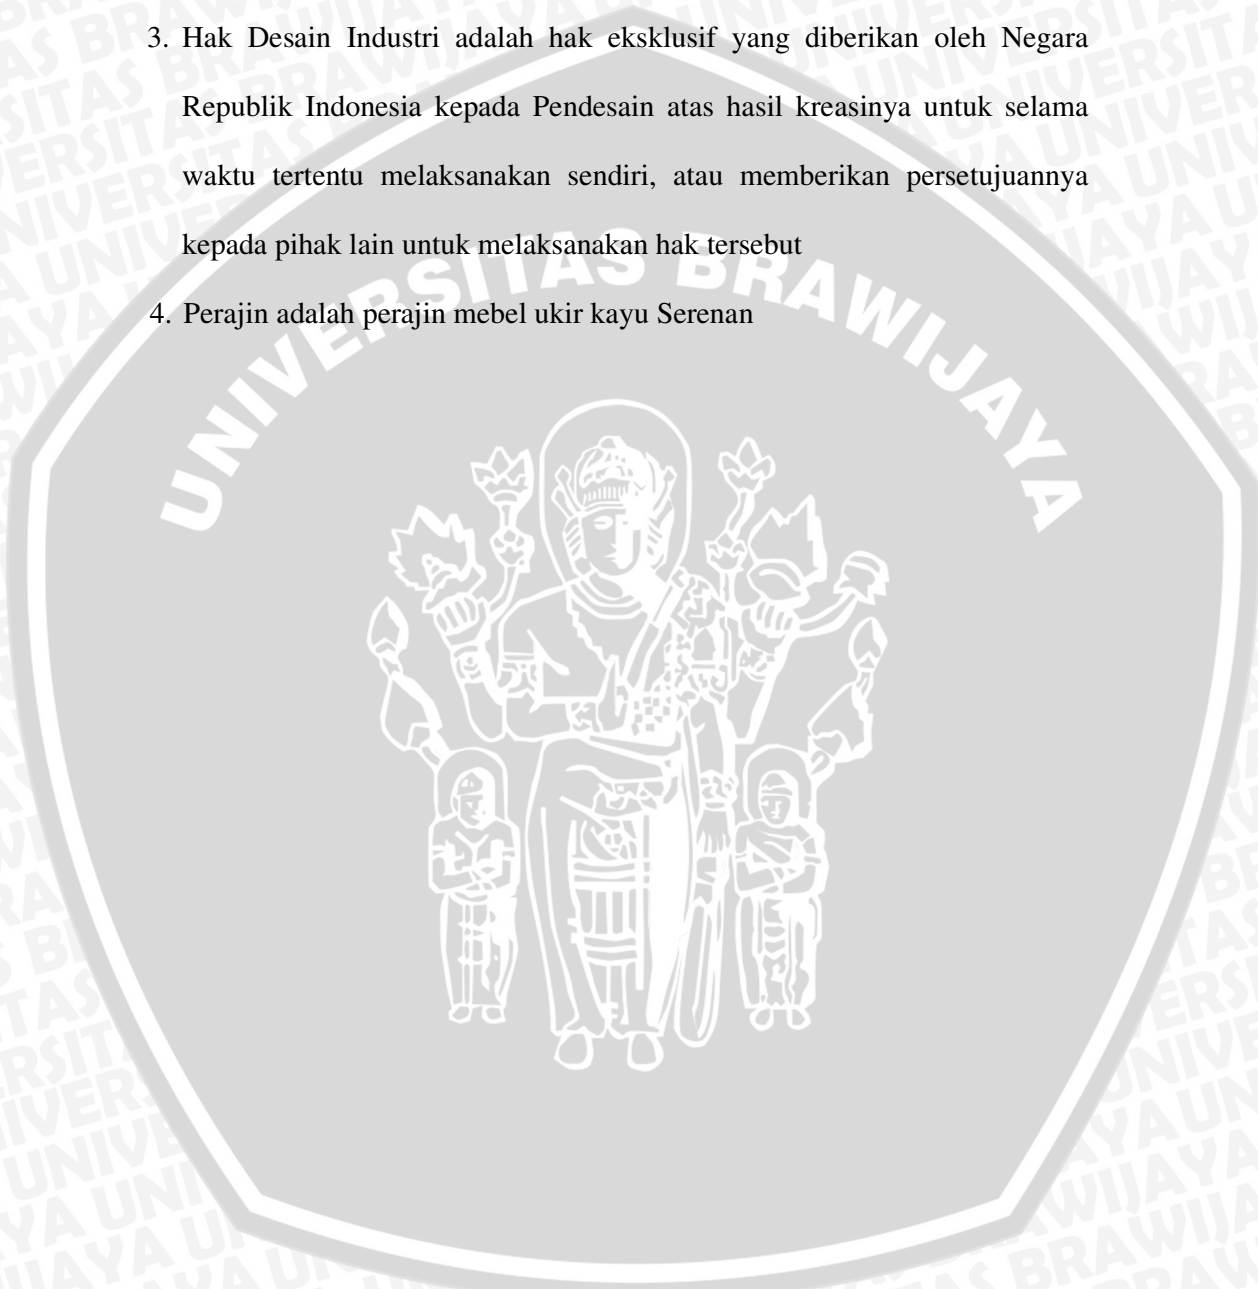 3. Hak Desain Industri adalah hak eksklusif yang diberikan oleh Negara
Republik Indonesia kepada Pendesain atas hasil kreasinya untuk selama
waktu tertentu melaksanakan sendiri, atau memberikan persetujuannya
kepada pihak lain untuk melaksanakan hak tersebut
4. Perajin adalah perajin mebel ukir kayu Serenan
UNIVERSITAS BRAWIJAYA